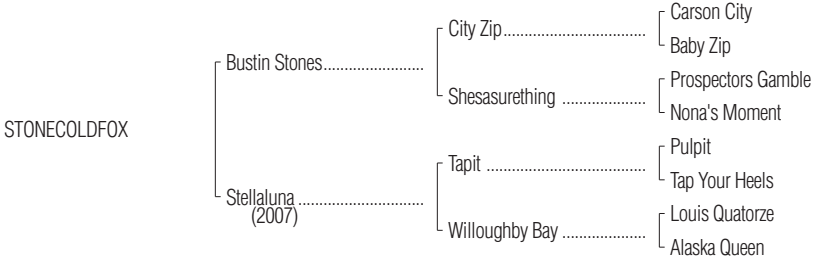 Carson City
City Zip..................................
Baby Zip
Bustin Stones........................
Prospectors Gamble
Shesasurething ....................
Nona's Moment
STONECOLDFOX
Pulpit
Tapit ......................................
Tap Your Heels
Stellaluna ..............................
(2007)
Louis Quatorze
Willoughby Bay ....................
Alaska Queen